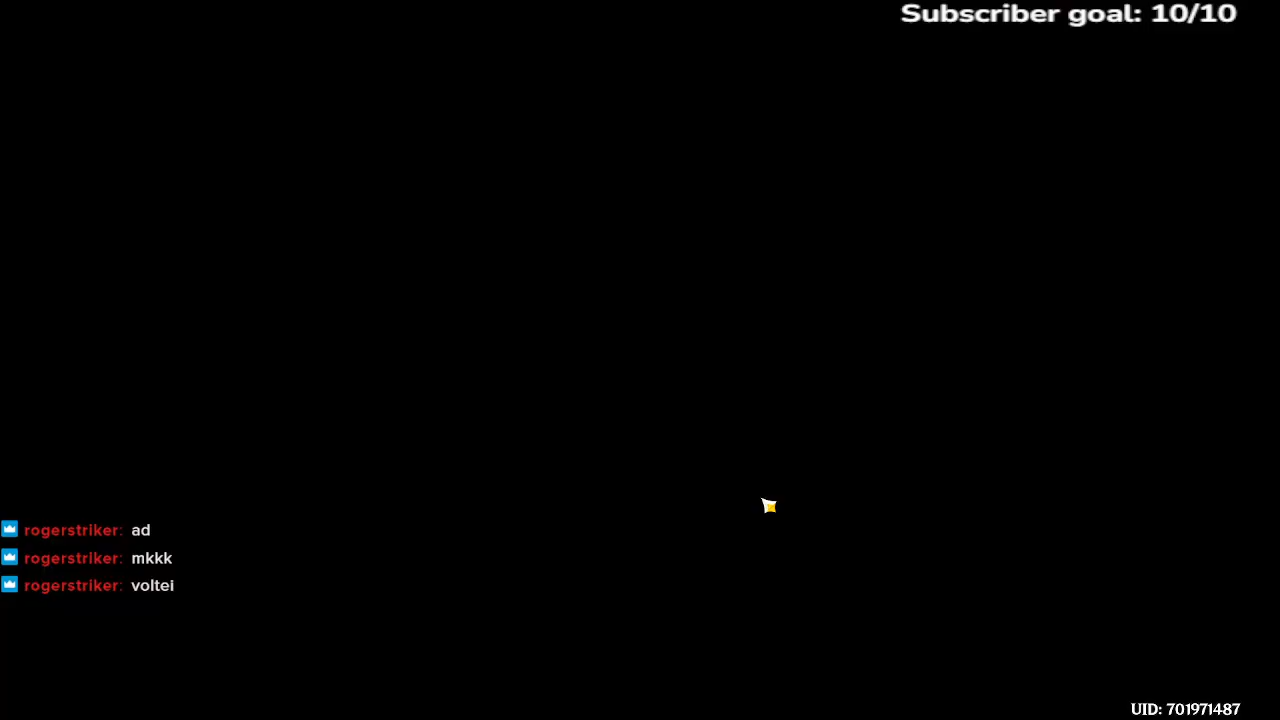 Subscriber goal: 10/10
rogerstriker: ad
rogerstriker: mkkk
rogerstriker: voltei
UID: 701971487